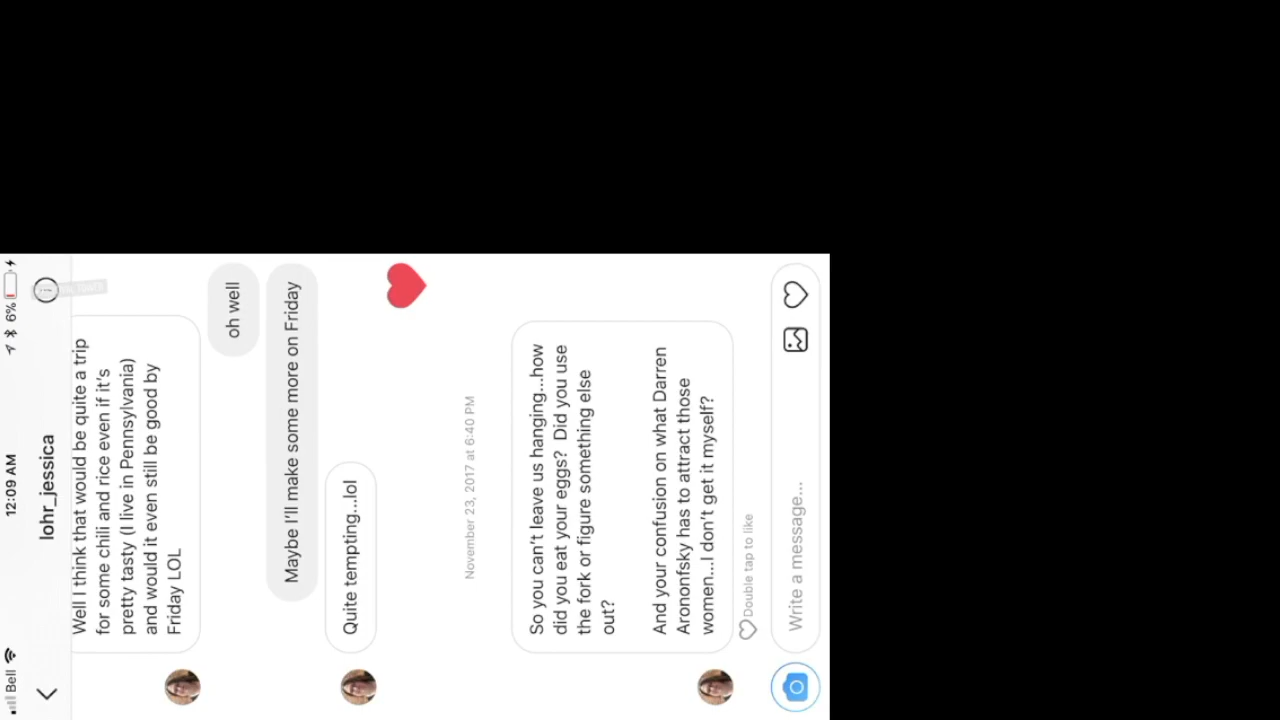 Bell
12:09 AM
6%
lohr_jessica
Well I think that would be quite a trip
for some chili and rice even if it's
pretty tasty (I live in Pennsylvania)
and would it even still be good by
Friday LOL
oh well
Maybe I'll make some more on Friday
Quite tempting...lol
November 23, 2017 at 6:40 PM
So you can't leave us hanging...how
did you eat your eggs? Did you use
the fork or figure something else
out?
And your confusion on what Darren
Arononfsky has to attract those
women...I don't get it myself?
Double tap to like
Write a message...